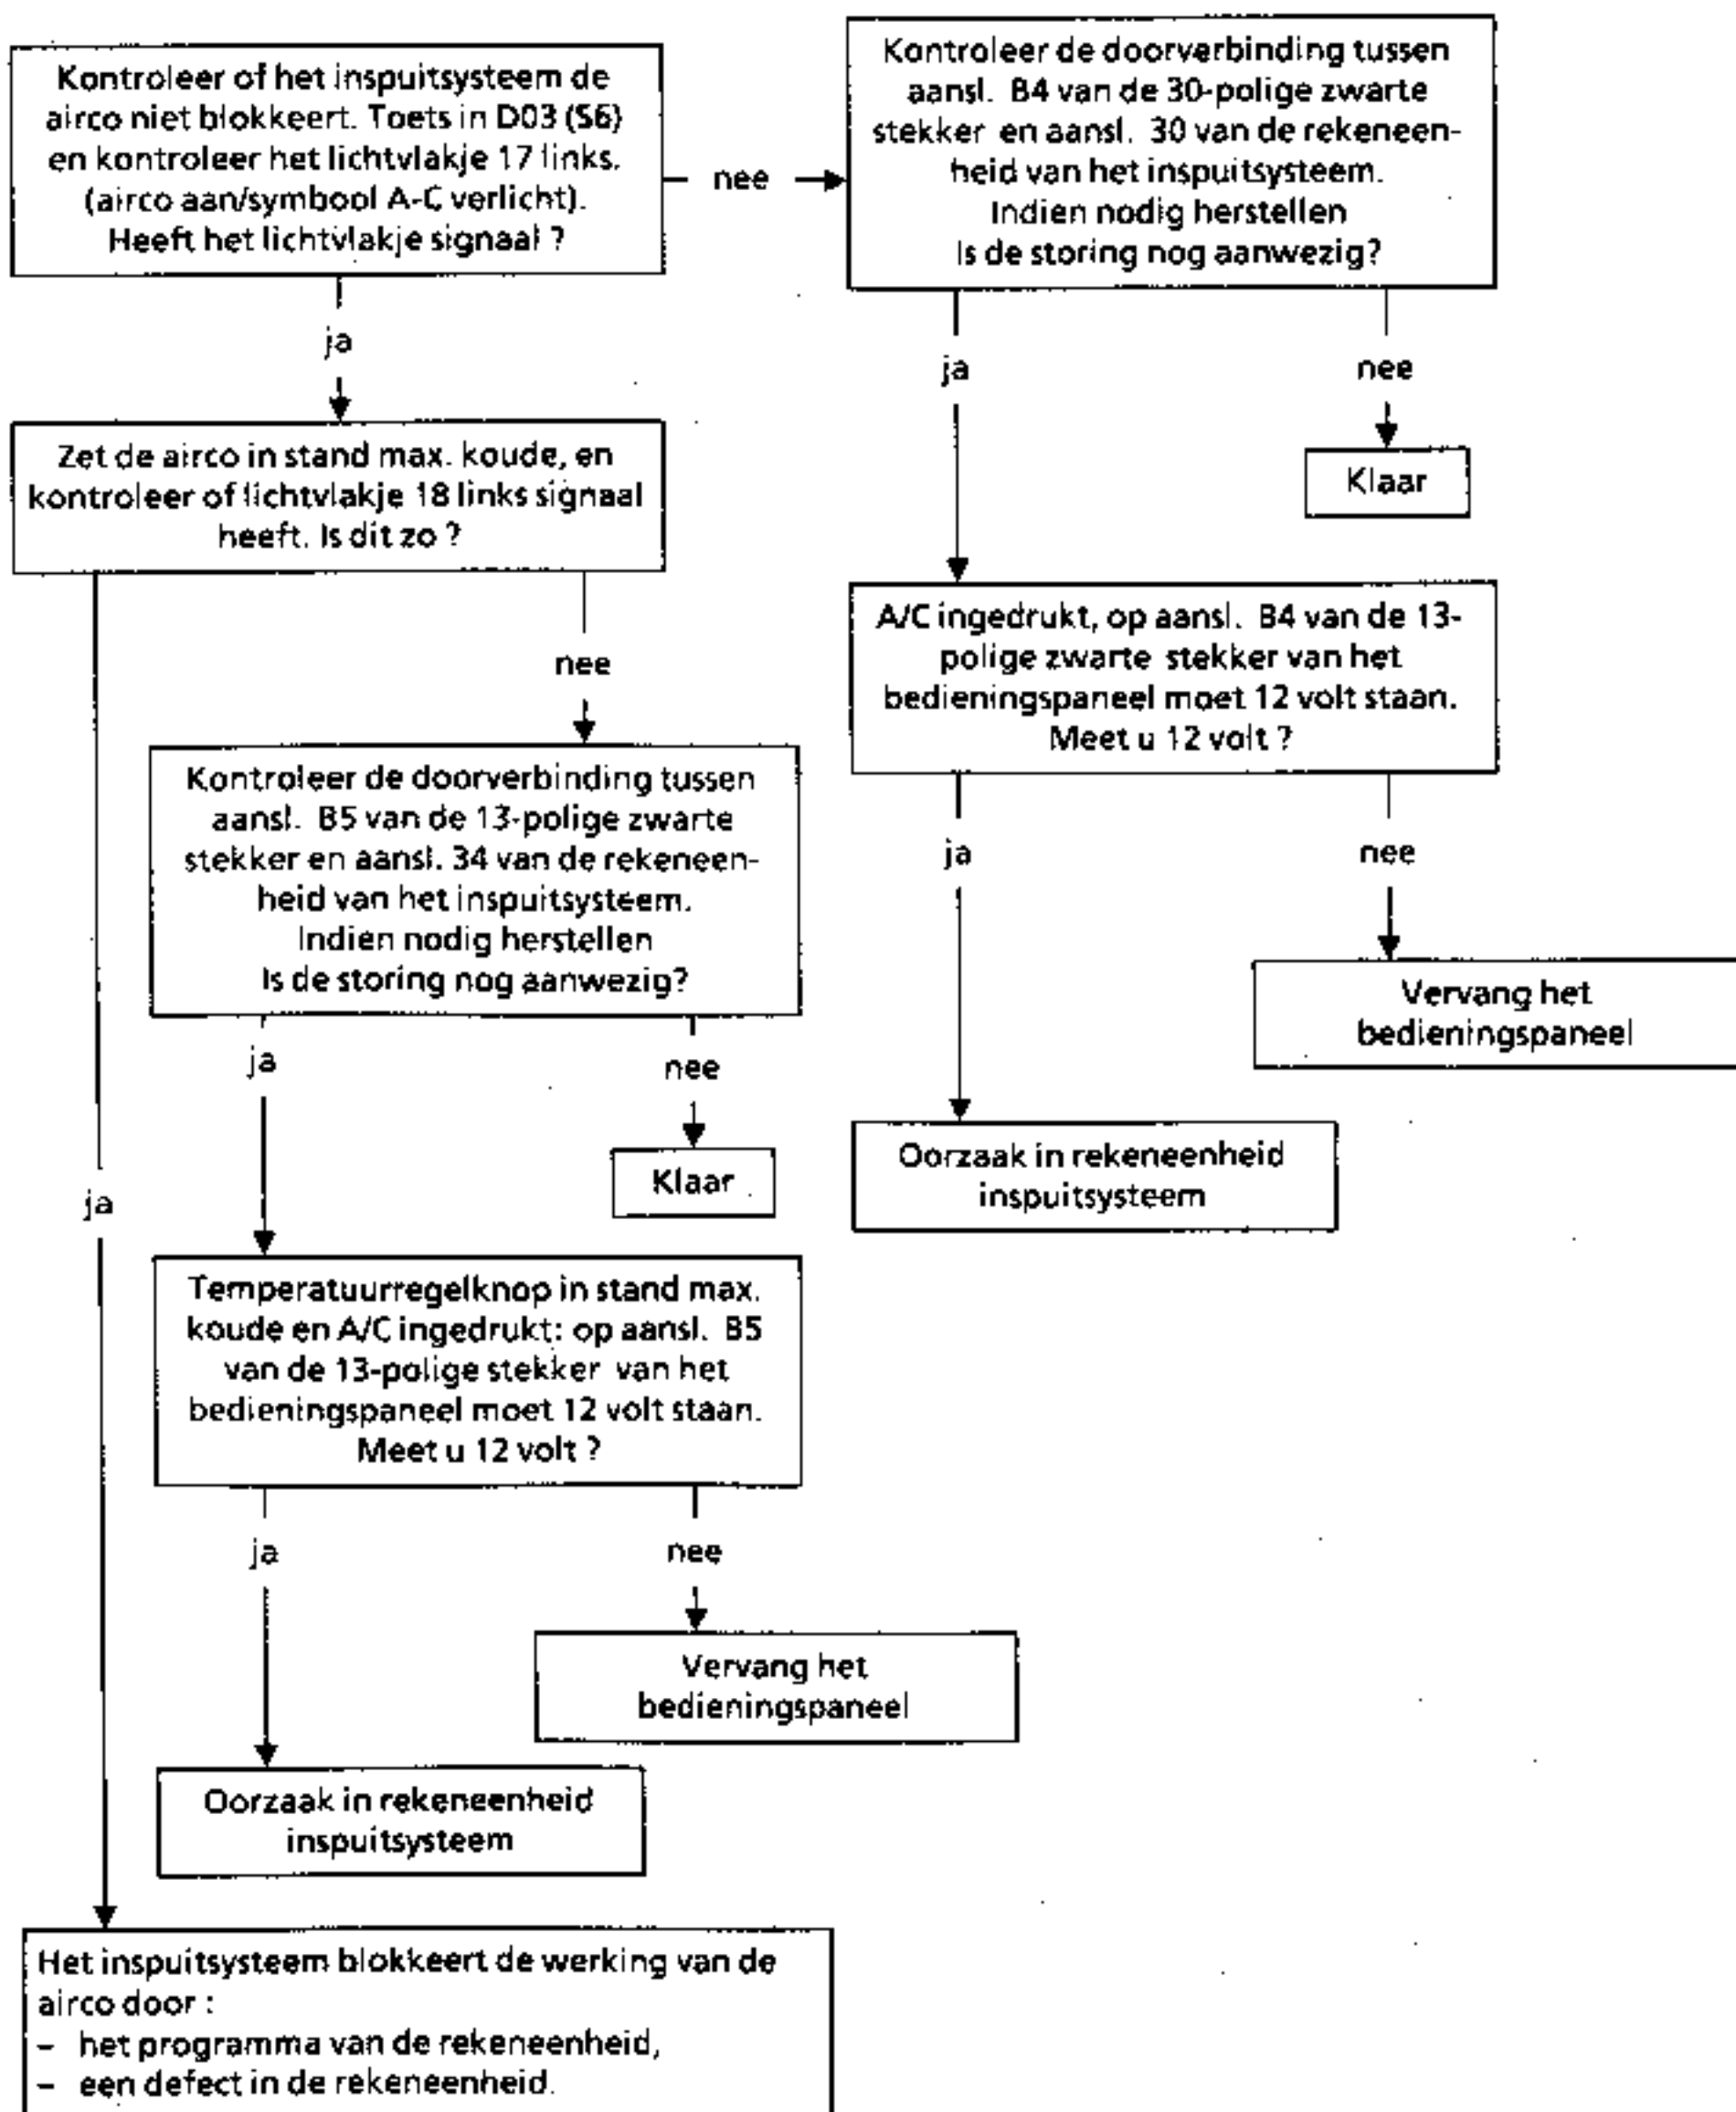 Kontroleer of het inspuitsysteem de
airco niet blokkeert. Toets in D03 (S6)
en kontroleer het lichtvlakje 17 links.
(airco aan/symbool A-C verlicht).
Heeft het lichtvlakje signaal ?
nee
Kontroleer de doorverbinding tussen
aansl. B4 van de 30-polige zwarte
stekker en aansl. 30 van de rekeneen-
heid van het inspuitsysteem.
Indien nodig herstellen
Is de storing nog aanwezig?
ja
ja
nee
Klaar
Zet de airco in stand max. koude, en
kontroleer of lichtvlakje 18 links signaal
heeft. Is dit zo ?
A/C ingedrukt, op aansl. B4 van de 13-
polige zwarte stekker van het
bedieningspaneel moet 12 volt staan.
Meet u 12 volt ?
nee
Kontroleer de doorverbinding tussen
aansl. B5 van de 13-polige zwarte
stekker en aansl. 34 van de rekeneen-
heid van het inspuitsysteem.
Indien nodig herstellen
Is de storing nog aanwezig?
ja
nee
Vervang het
bedieningspaneel
ja
nee
Klaar
Oorzaak in rekeneenheid
inspuitsysteem
ja
Temperatuurregelknop in stand max.
koude en A/C ingedrukt: op aansl. B5
van de 13-polige stekker van het
bedieningspaneel moet 12 volt staan.
Meet u 12 volt ?
ja
nee
Vervang het
bedieningspaneel
Oorzaak in rekeneenheid
inspuitsysteem
Het inspuitsysteem blokkeert de werking van de
airco door :
– het programma van de rekeneenheid,
– een defect in de rekeneenheid.